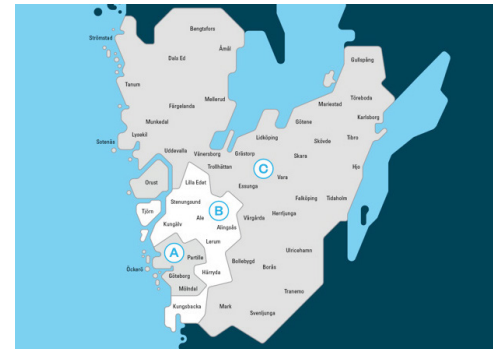 Bengtsfors
Strömstad
Åmål
Dals Ed
Gullspång
Tanum
Mellerud
Töreboda
Mariestad
Färgelanda
Karlsborg
Munkedal
Götene
Lysekil
Lidköping
Tibro
Skövde
Sotenäs
Uddevalla
Vänersborg
Grästorp
Skara
Hjo
Trollhättan
C
Vara
Orust
Lilla Edet
Essunga
Stenungsund
Falköping
Tidaholm
Tjörn
B
Ale
Vårgårda
Herrljunga
Kungälv
Alingsås
Lerum
A
Partille
Ulricehamn
Bollebygd
Borås
Öckerö
Göteborg
Härryda
Mölndal
Tranemo
Kungsbacka
Mark
Svenljunga